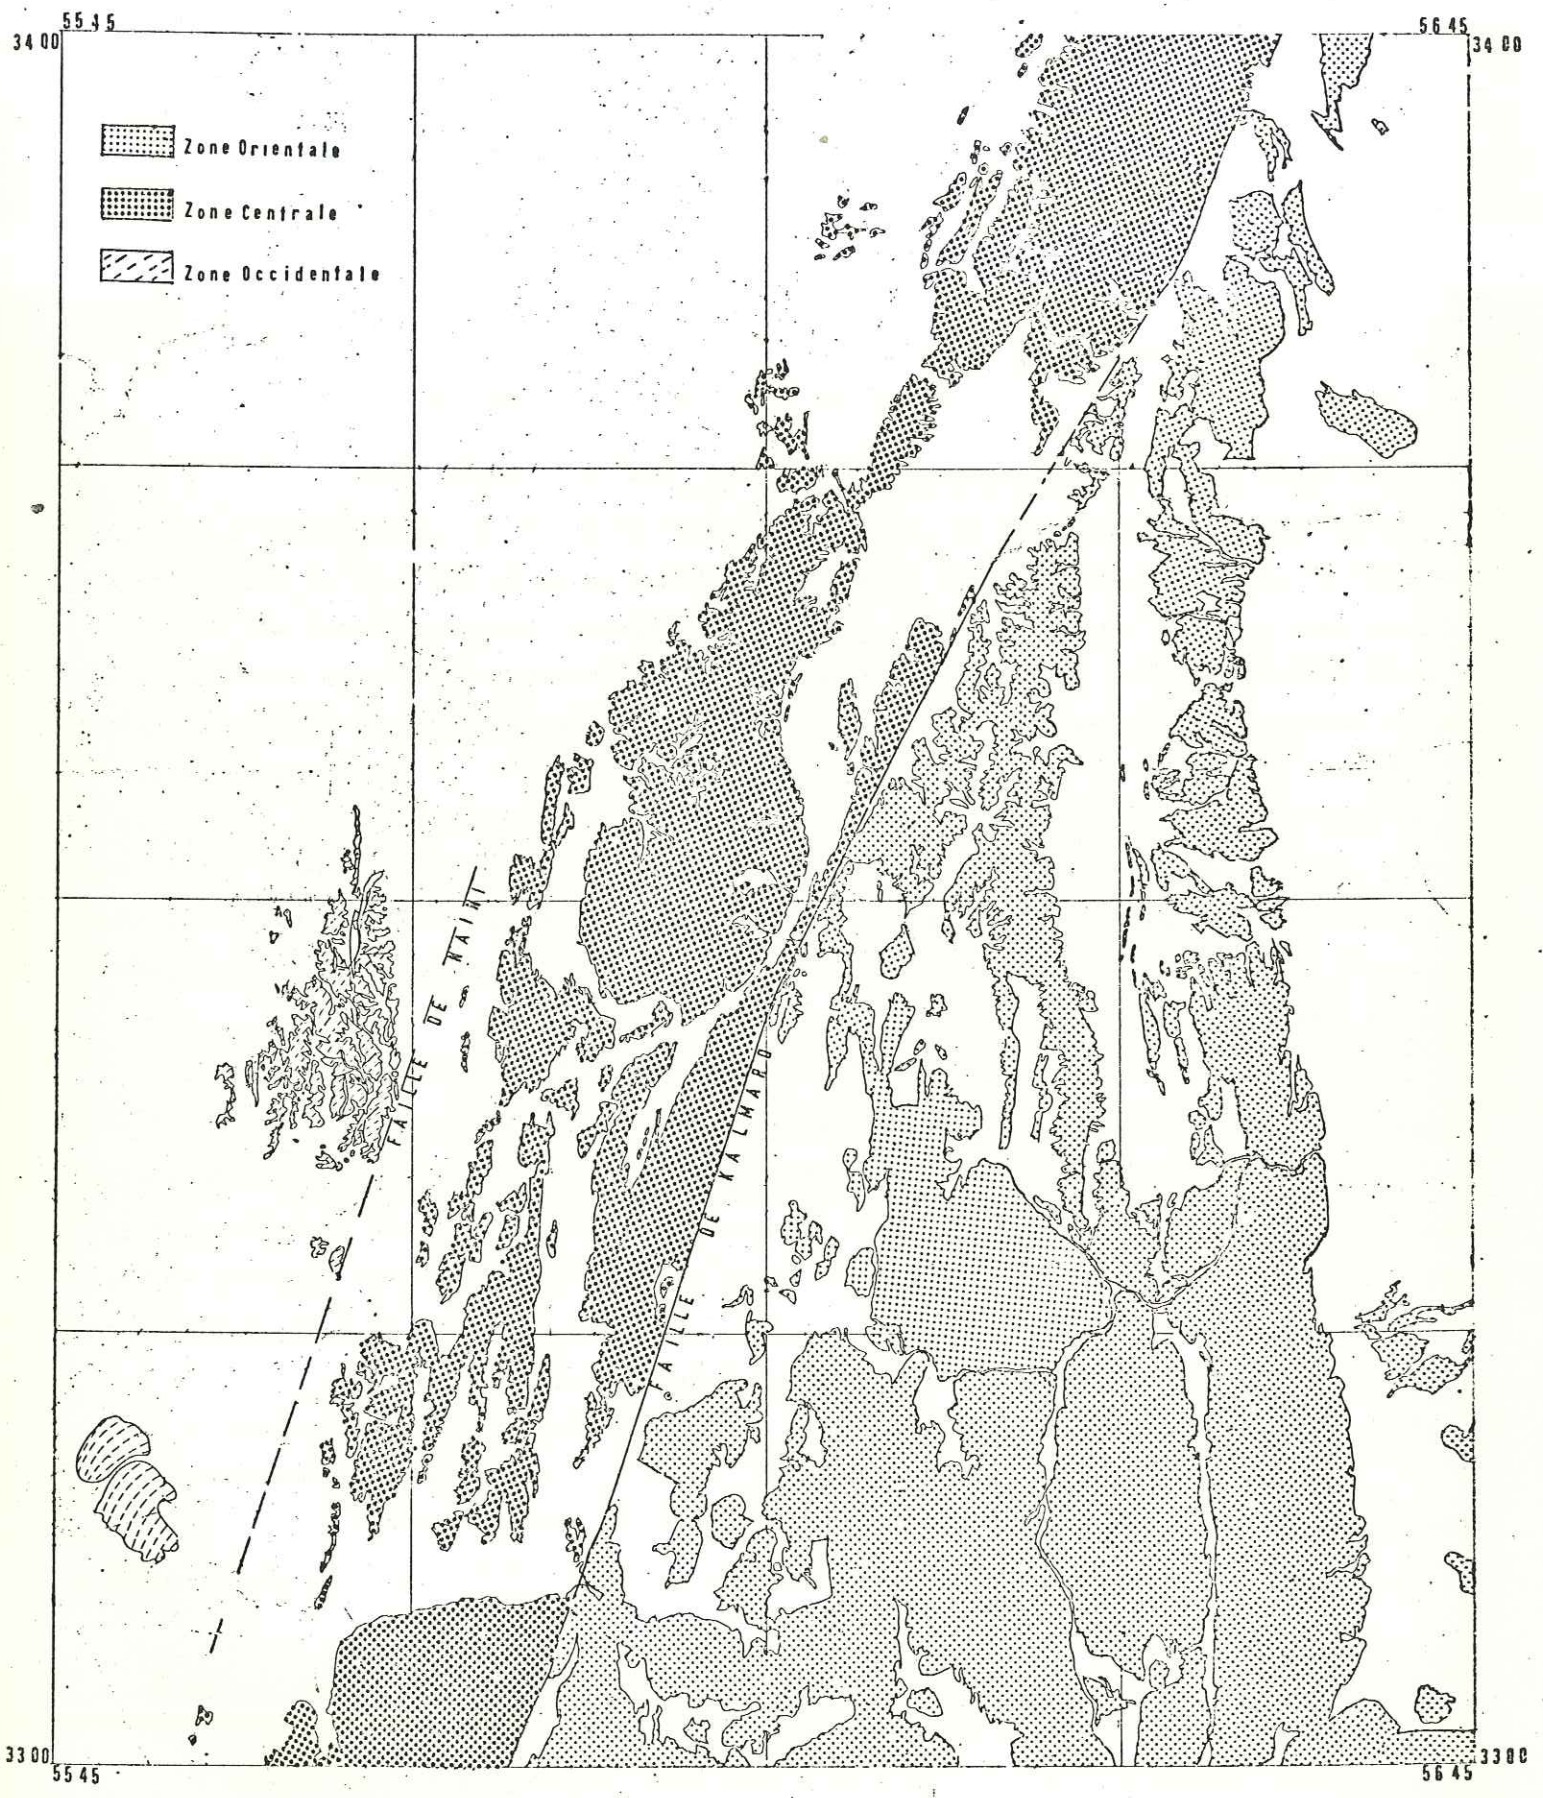 55 45
56 45
34 00
34 00
Zone Orientale
Zone Centrale
Zone Occidentale
FAILLE DE NAINI
FAILLE DE KALMARD
33 00
33 00
55 45
56 45